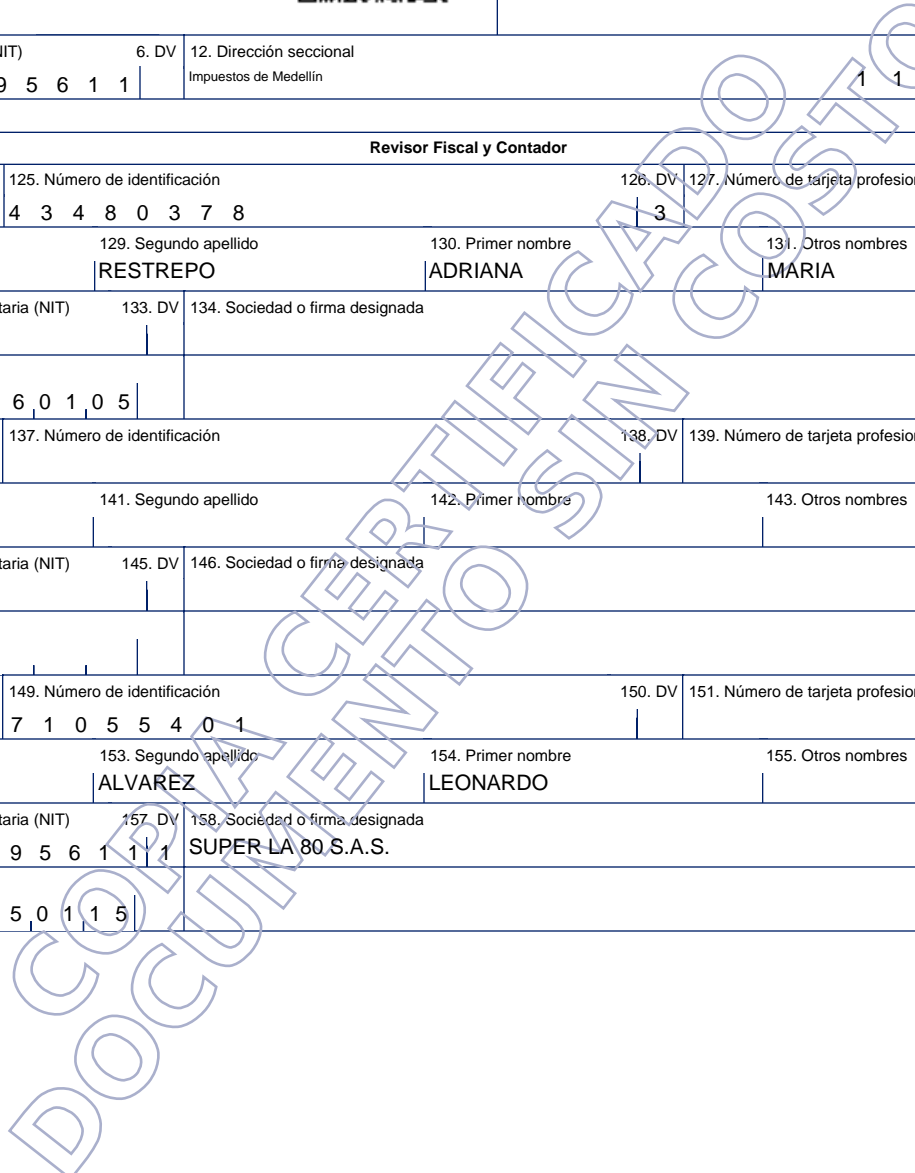 NIT) 6. DV 12. Dirección seccional
9 5 6 1 1 Impuestos de Medellín 1 1
Revisor Fiscal y Contador
125. Número de identificación 126. DV 127. Número de tarjeta profesion
4 3 4 8 0 3 7 8 3
129. Segundo apellido 130. Primer nombre 131. Otros nombres
RESTREPO ADRIANA MARIA
taria (NIT) 133. DV 134. Sociedad o firma designada
6 0 1 0 5
137. Número de identificación 138. DV 139. Número de tarjeta profesion
141. Segundo apellido 142. Primer nombre 143. Otros nombres
taria (NIT) 145. DV 146. Sociedad o firma designada
149. Número de identificación 150. DV 151. Número de tarjeta profesion
7 1 0 5 5 4 0 1
153. Segundo apellido 154. Primer nombre 155. Otros nombres
ALVAREZ LEONARDO
taria (NIT) 157. DV 158. Sociedad o firma designada
9 5 6 1 1 1 SUPER LA 80 S.A.S.
5 0 1 1 5
COPIA CERTIFICADO
DOCUMENTO SIN COSTO